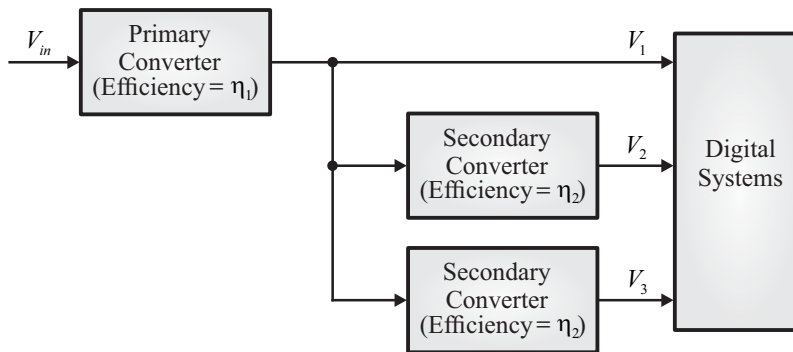 V_in
Primary
Converter
(Efficiency = η₁)
V₁
Secondary
Converter
(Efficiency = η₂)
V₂
Digital
Systems
Secondary
Converter
(Efficiency = η₂)
V₃